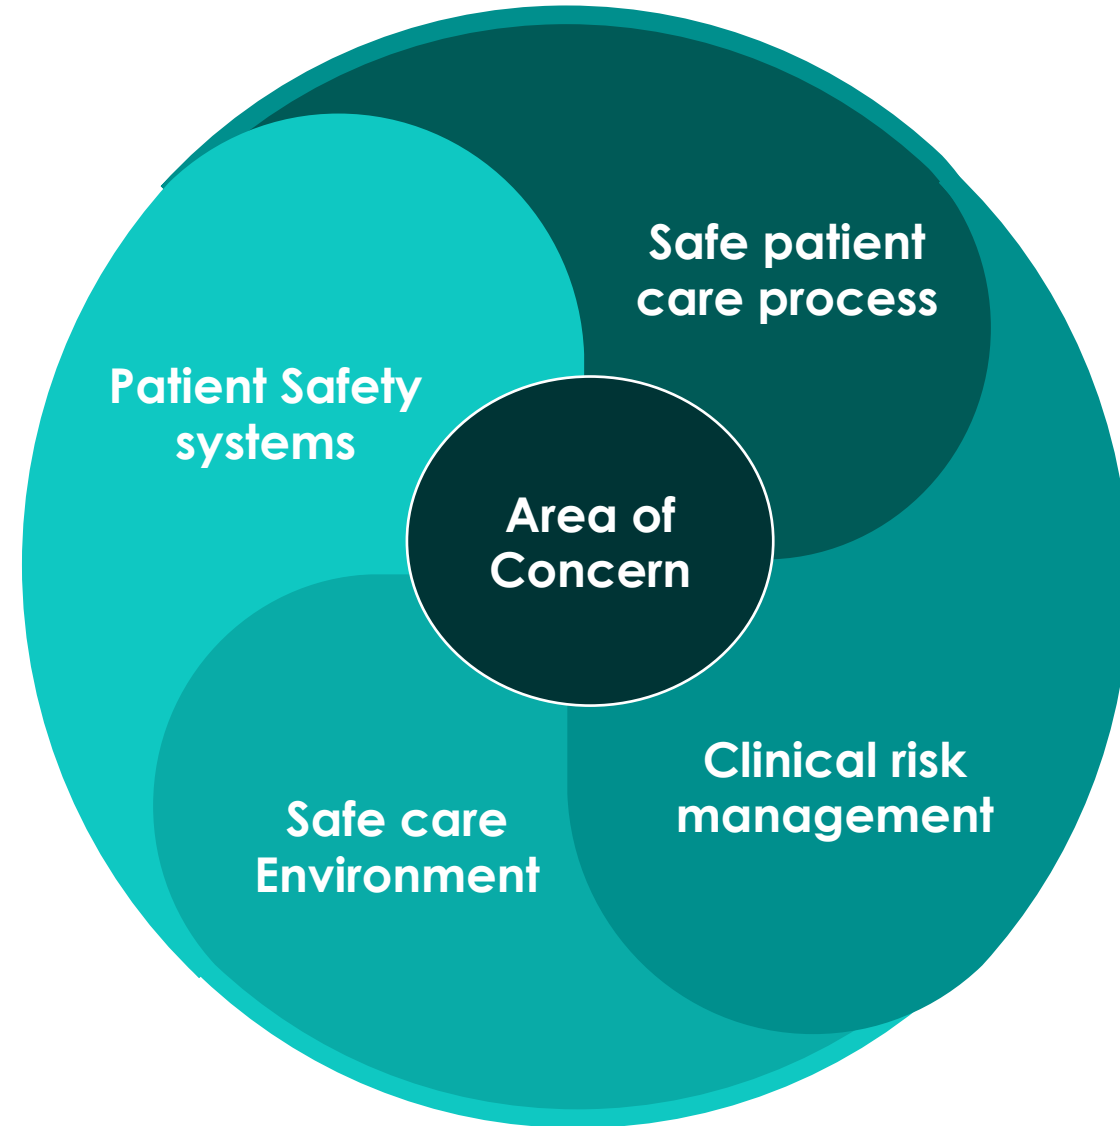 Safe patient
care process
Patient Safety
systems
Area of
Concern
Clinical risk
management
Safe care
Environment